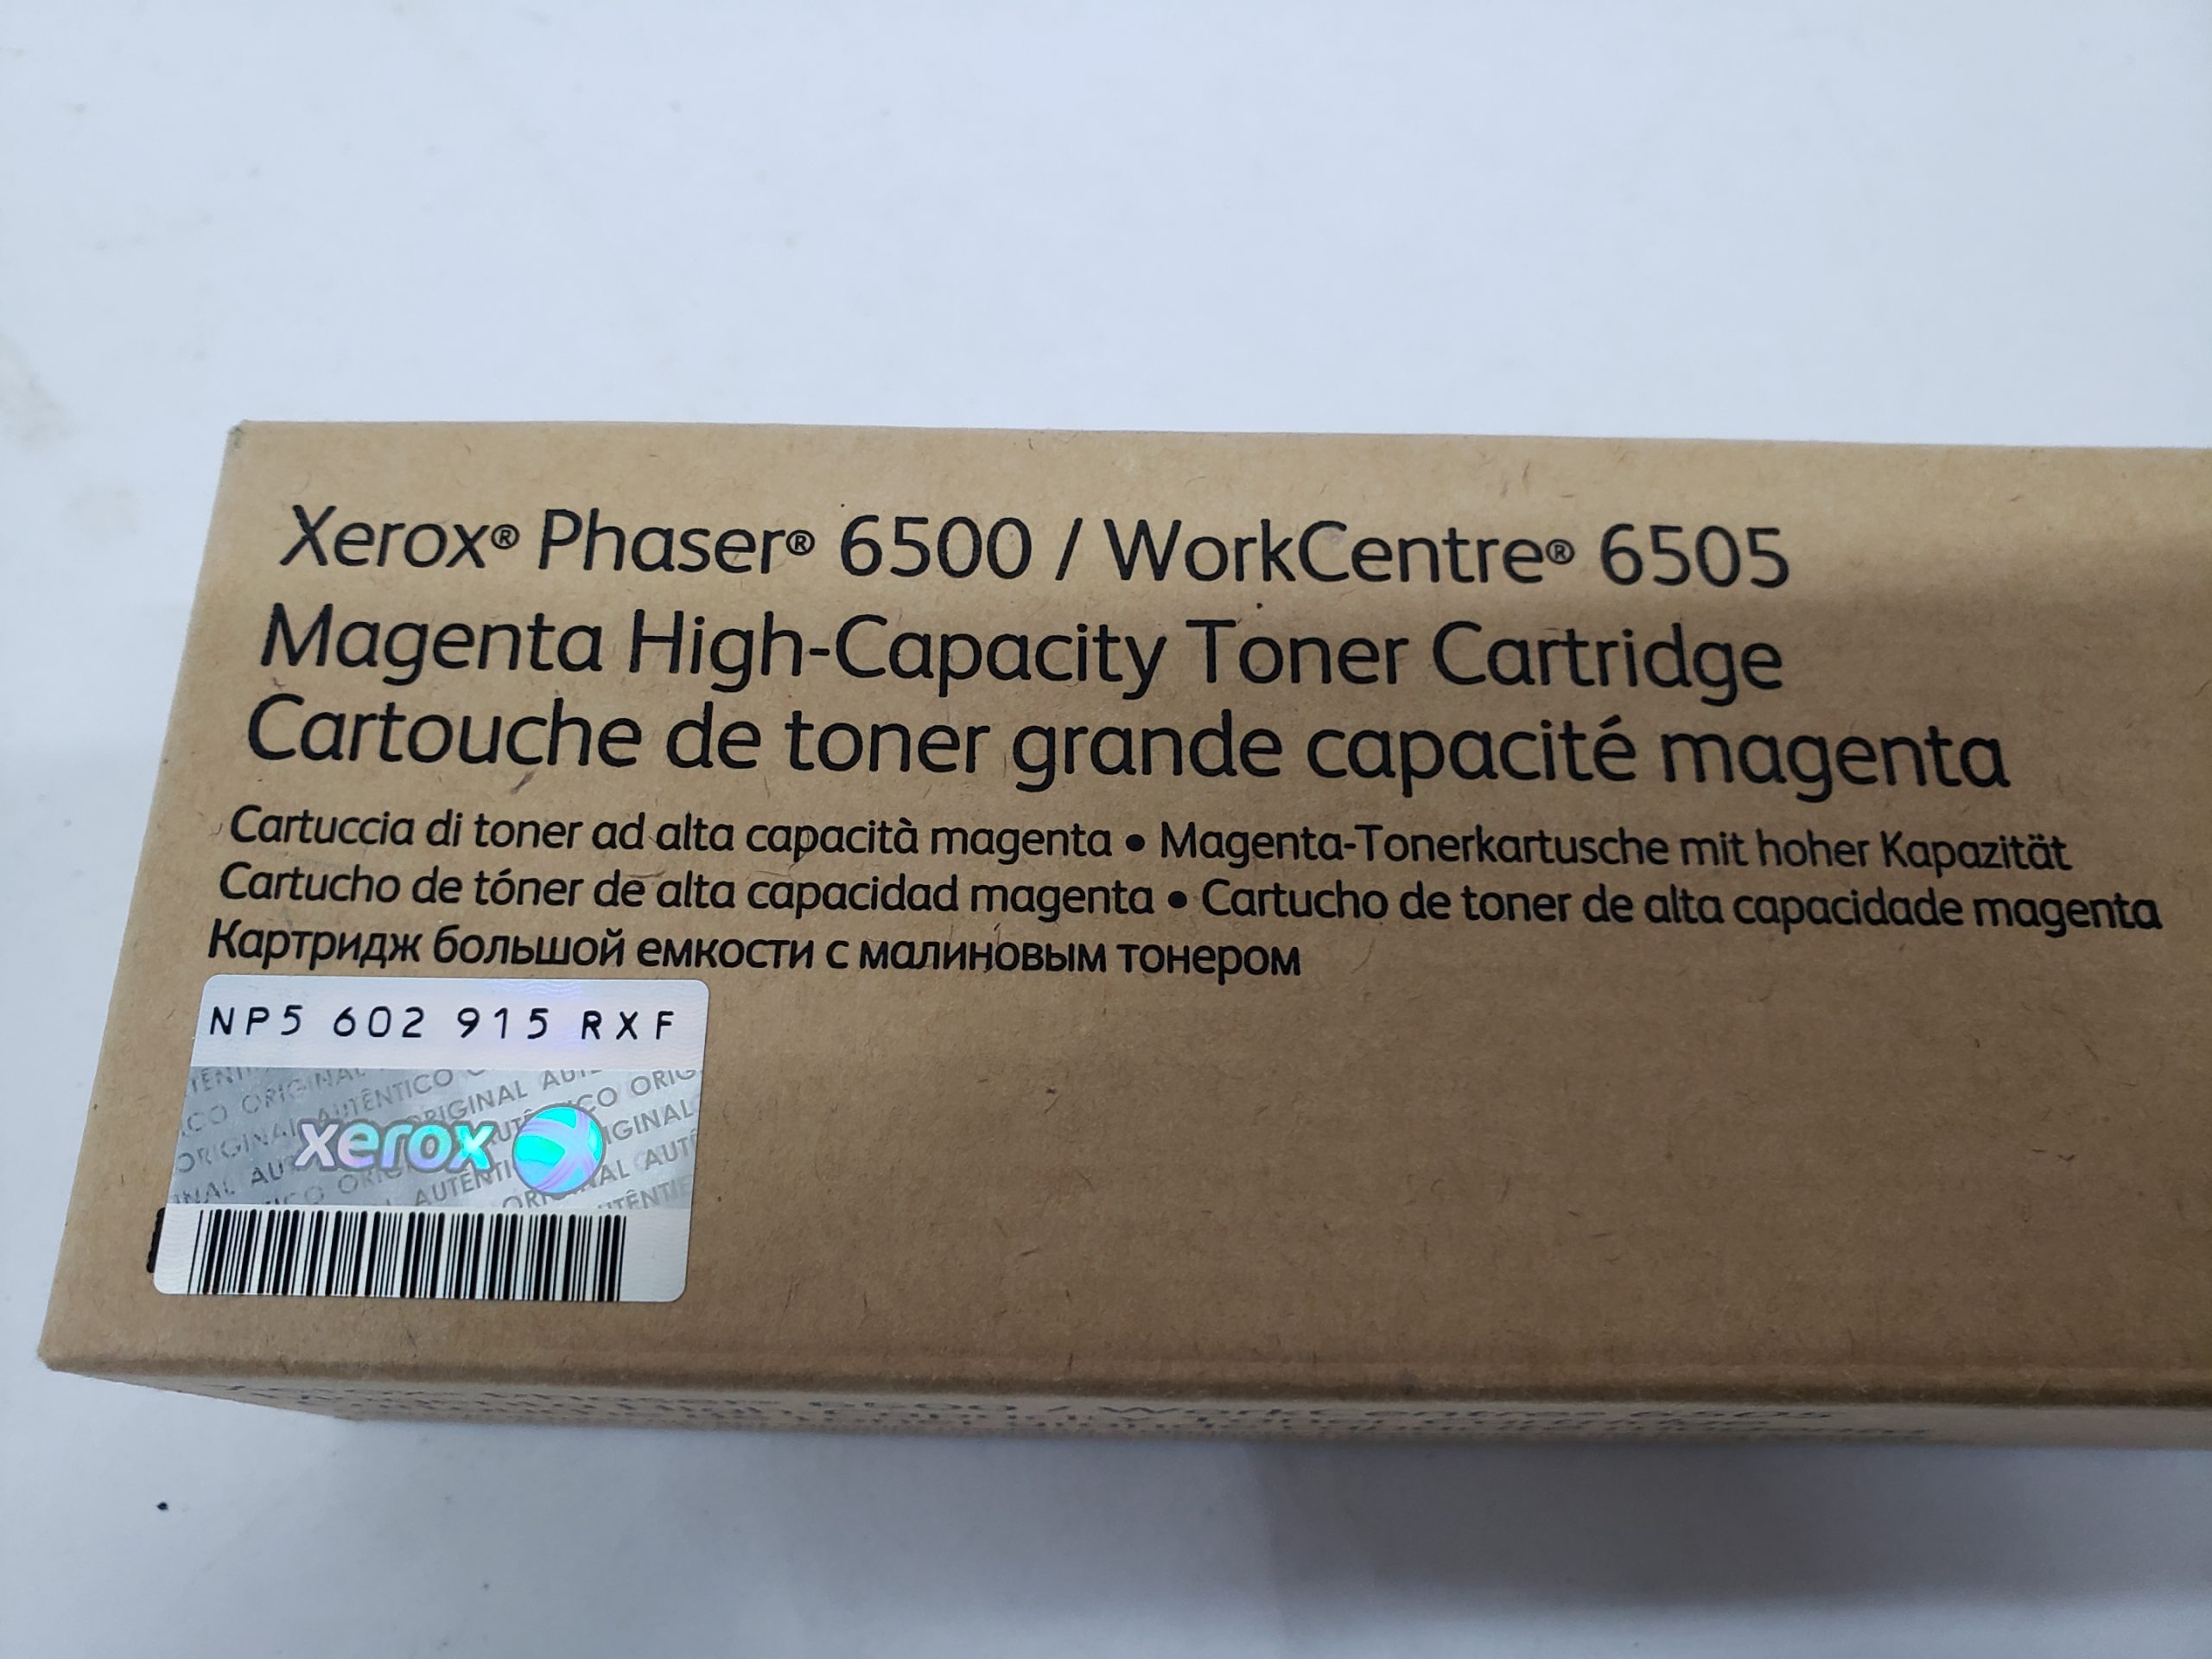 Xerox® Phaser® 6500 / WorkCentre® 6505
Magenta High-Capacity Toner Cartridge
Cartouche de toner grande capacité magenta
Cartuccia di toner ad alta capacità magenta • Magenta-Tonerkartusche mit hoher Kapazität
Cartucho de tóner de alta capacidad magenta • Cartucho de toner de alta capacidade magenta
Картридж большой емкости с малиновым тонером
NP5 602 915 RXF
AUTÊNTICO
ORIGINAL
xerox